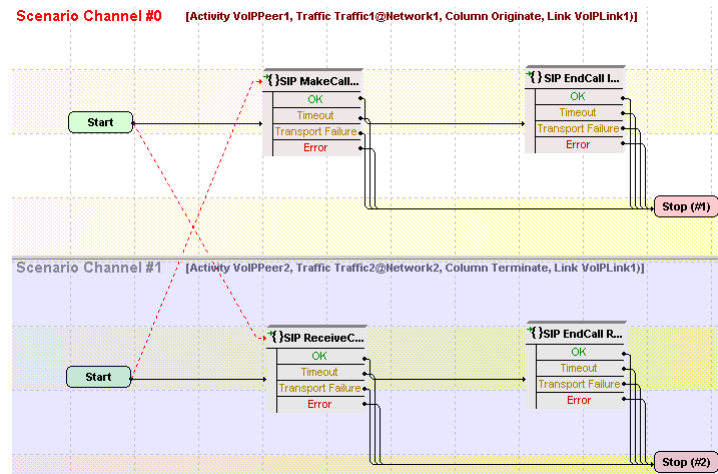 Scenario Channel #0 [Activity VoIPPeer1, Traffic Traffic1@Network1, Column Originate, Link VoIPLink1)]
{}SIP MakeCall...
OK
Timeout
Transport Failure
Error
{}SIP EndCall I...
OK
Timeout
Transport Failure
Error
Start
Stop (#1)
Scenario Channel #1 [Activity VoIPPeer2, Traffic Traffic2@Network2, Column Terminate, Link VoIPLink1)]
{}SIP ReceiveC...
OK
Timeout
Transport Failure
Error
{}SIP EndCall R...
OK
Timeout
Transport Failure
Error
Start
Stop (#2)